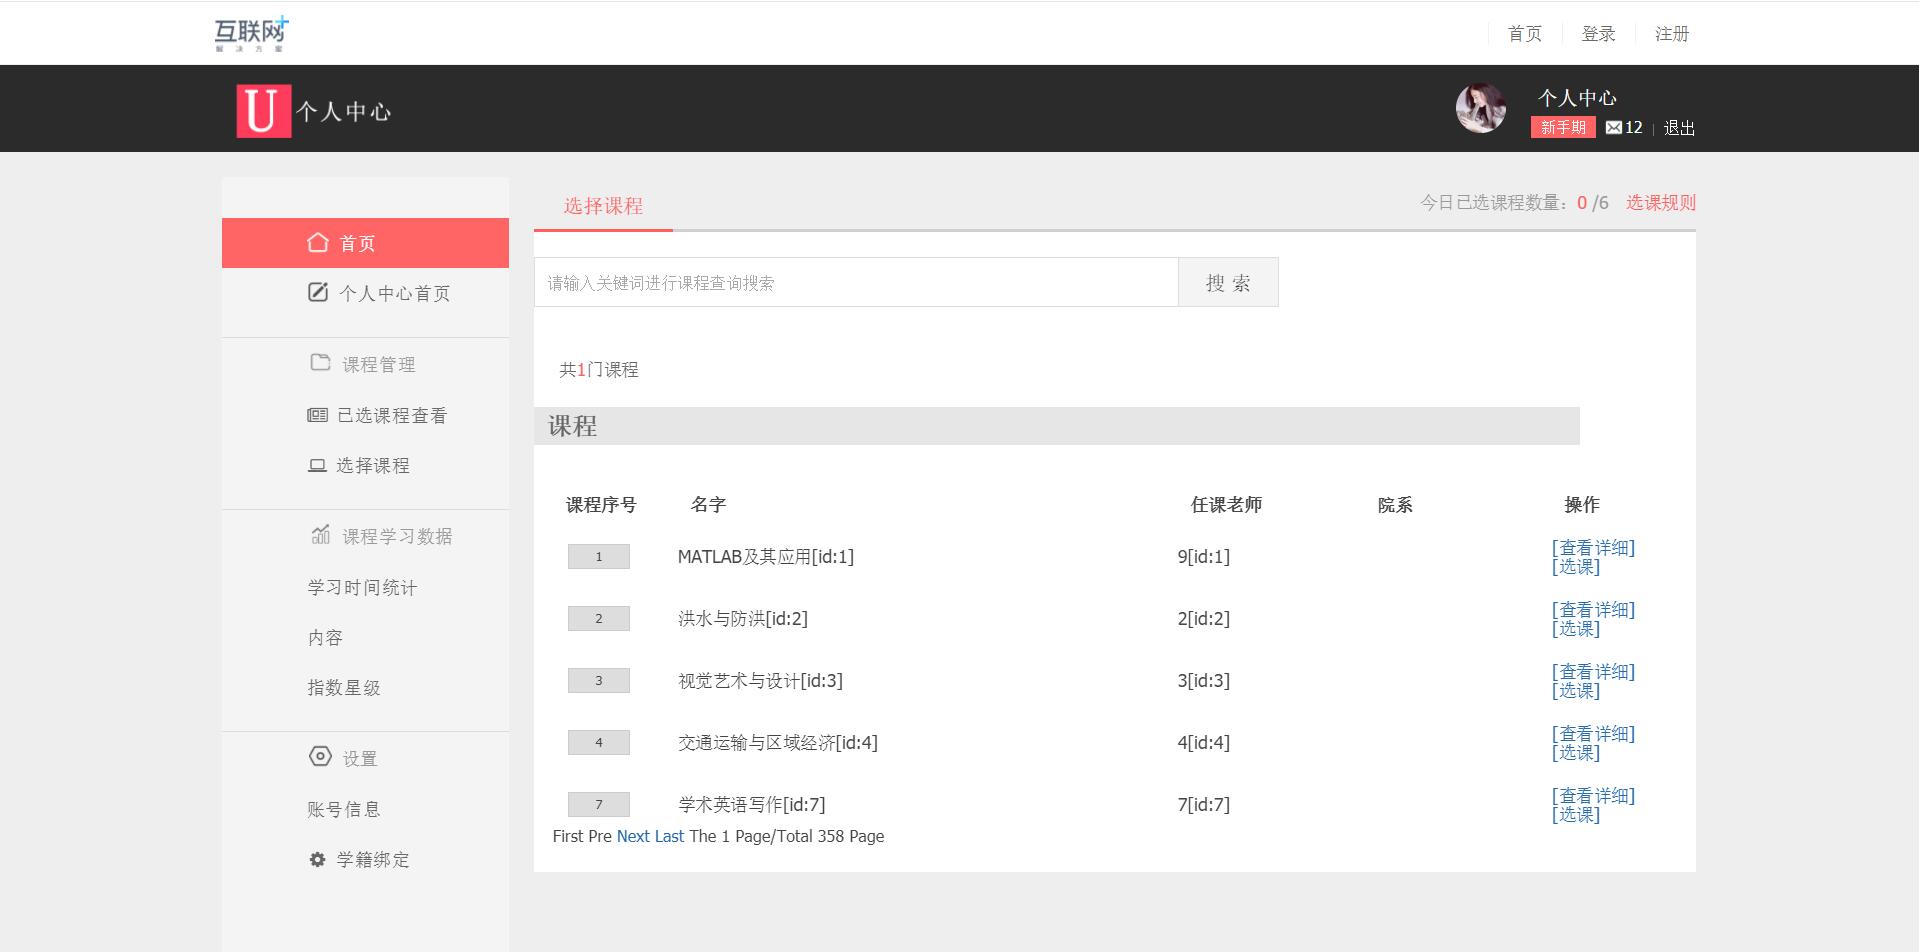 互联网+
解决方案
首页
登录
注册
U 个人中心
个人中心
新手期 12 | 退出
首页
个人中心首页
课程管理
已选课程查看
选择课程
课程学习数据
学习时间统计
内容
指数星级
设置
账号信息
学籍绑定
选择课程
今日已选课程数量：0 /6 选课规则
请输入关键词进行课程查询搜索
搜 索
共1门课程
课程
课程序号 名字 任课老师 院系 操作
1 MATLAB及其应用[id:1] 9[id:1] [查看详细]
[选课]
2 洪水与防洪[id:2] 2[id:2] [查看详细]
[选课]
3 视觉艺术与设计[id:3] 3[id:3] [查看详细]
[选课]
4 交通运输与区域经济[id:4] 4[id:4] [查看详细]
[选课]
7 学术英语写作[id:7] 7[id:7] [查看详细]
[选课]
First Pre Next Last The 1 Page/Total 358 Page